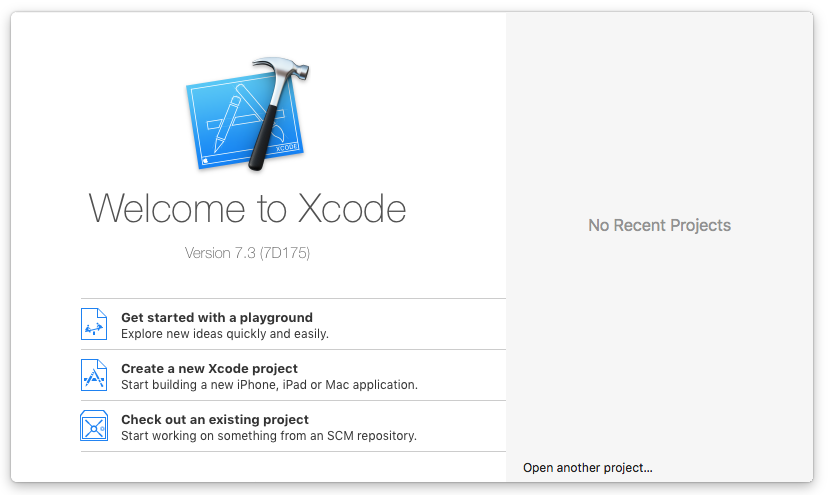 XCODE
Welcome to Xcode
Version 7.3 (7D175)
Get started with a playground
Explore new ideas quickly and easily.
Create a new Xcode project
Start building a new iPhone, iPad or Mac application.
Check out an existing project
Start working on something from an SCM repository.
No Recent Projects
Open another project...